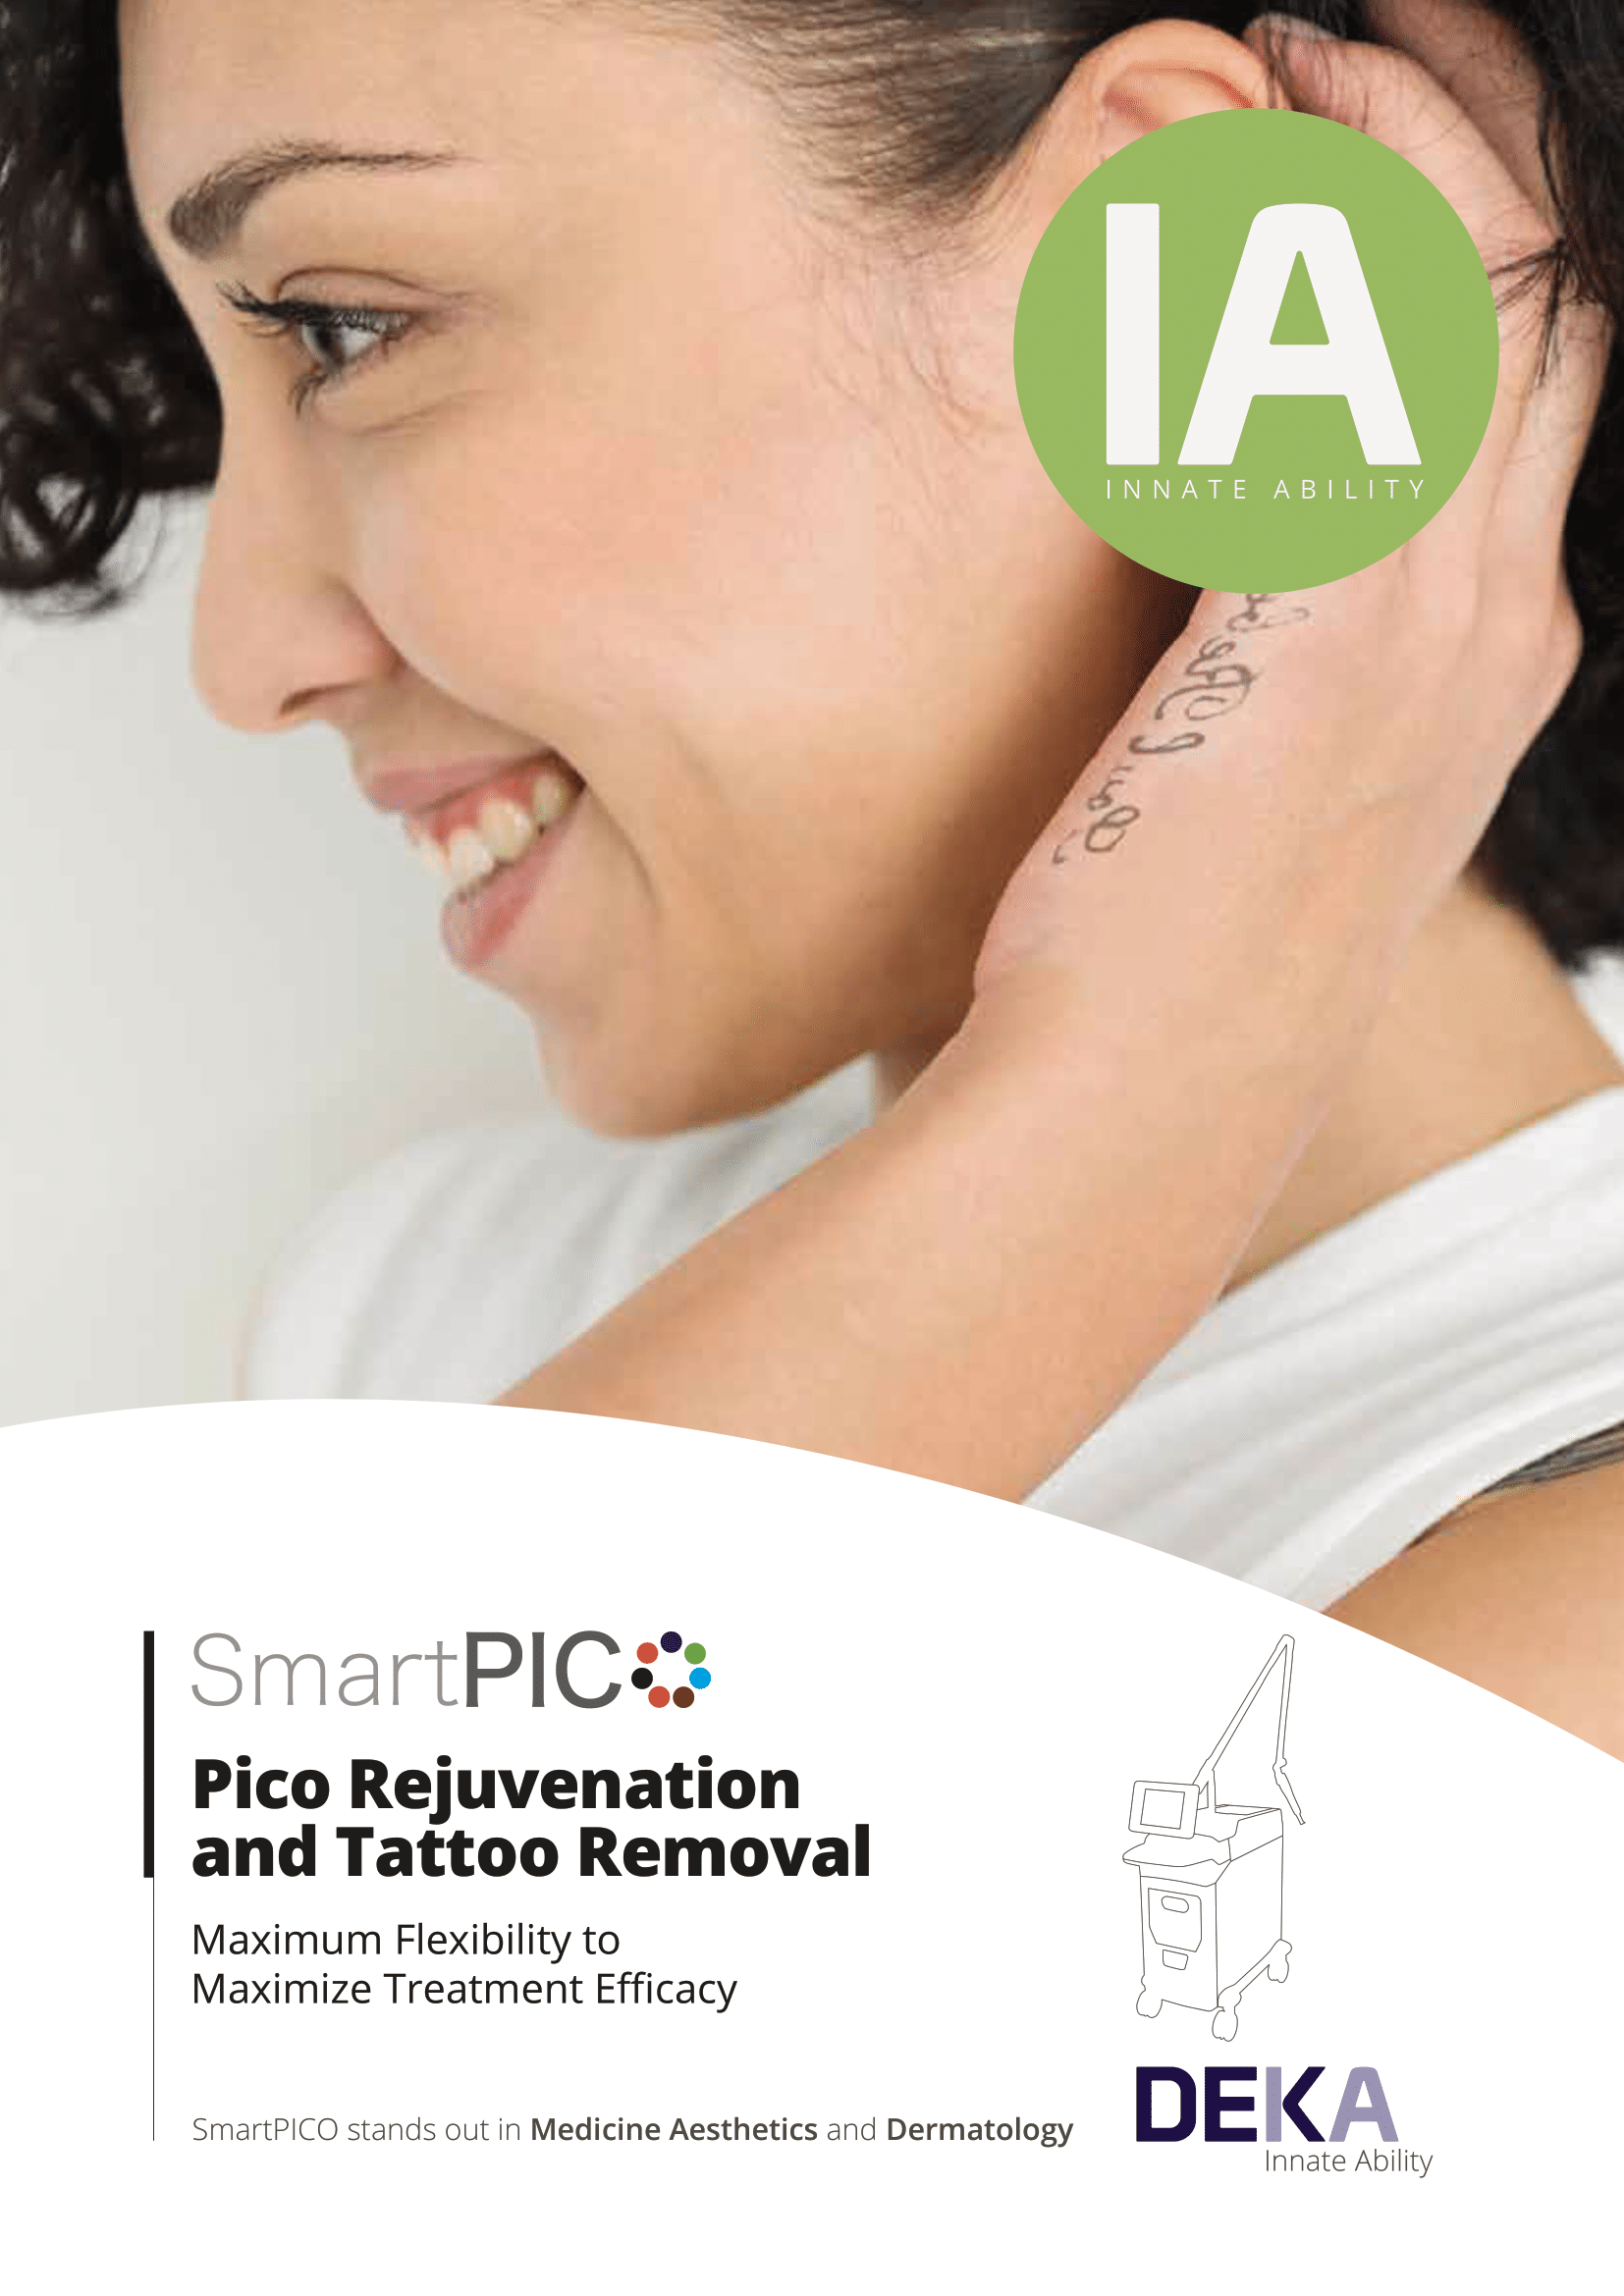 IA
INNATE ABILITY
SmartPICO
Pico Rejuvenation
and Tattoo Removal
Maximum Flexibility to
Maximize Treatment Efficacy
SmartPICO stands out in Medicine Aesthetics and Dermatology
DEKA
Innate Ability